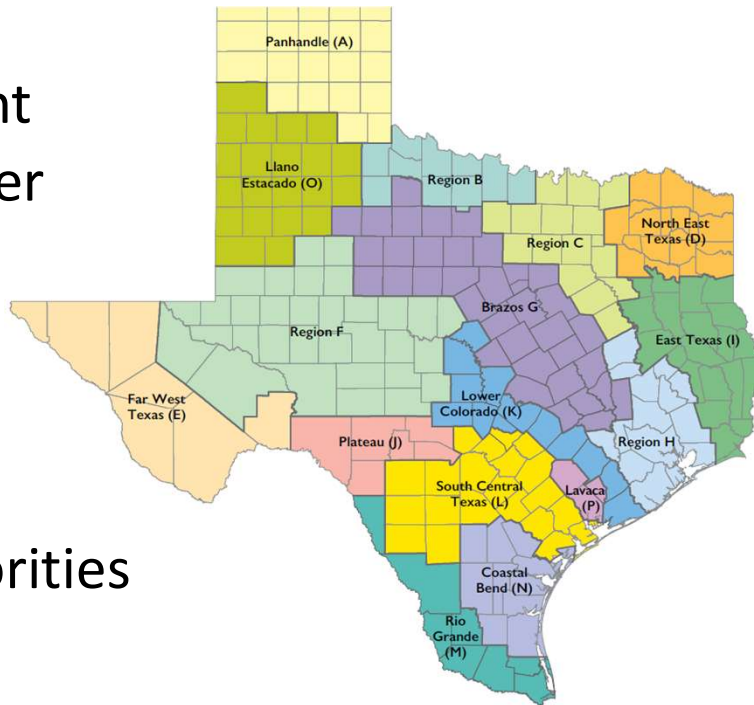 nt
er
orities
Panhandle (A)
Llano
Estacado (O)
Region B
Region C
North East
Texas (D)
Brazos G
East Texas (I)
Region F
Far West
Texas (E)
Lower
Colorado (K)
Region H
Plateau (J)
South Central
Texas (L)
Lavaca
(P)
Coastal
Bend (N)
Rio
Grande
(M)